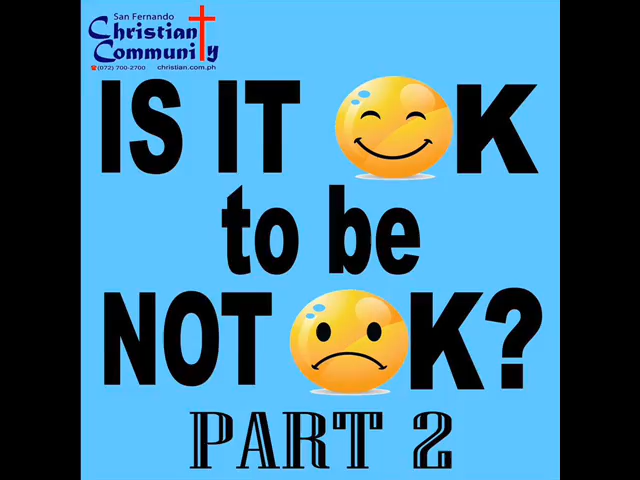 San Fernando
Christian
Community
☎(072) 700-2700 christian.com.ph
IS IT OK
to be
NOT OK?
PART 2